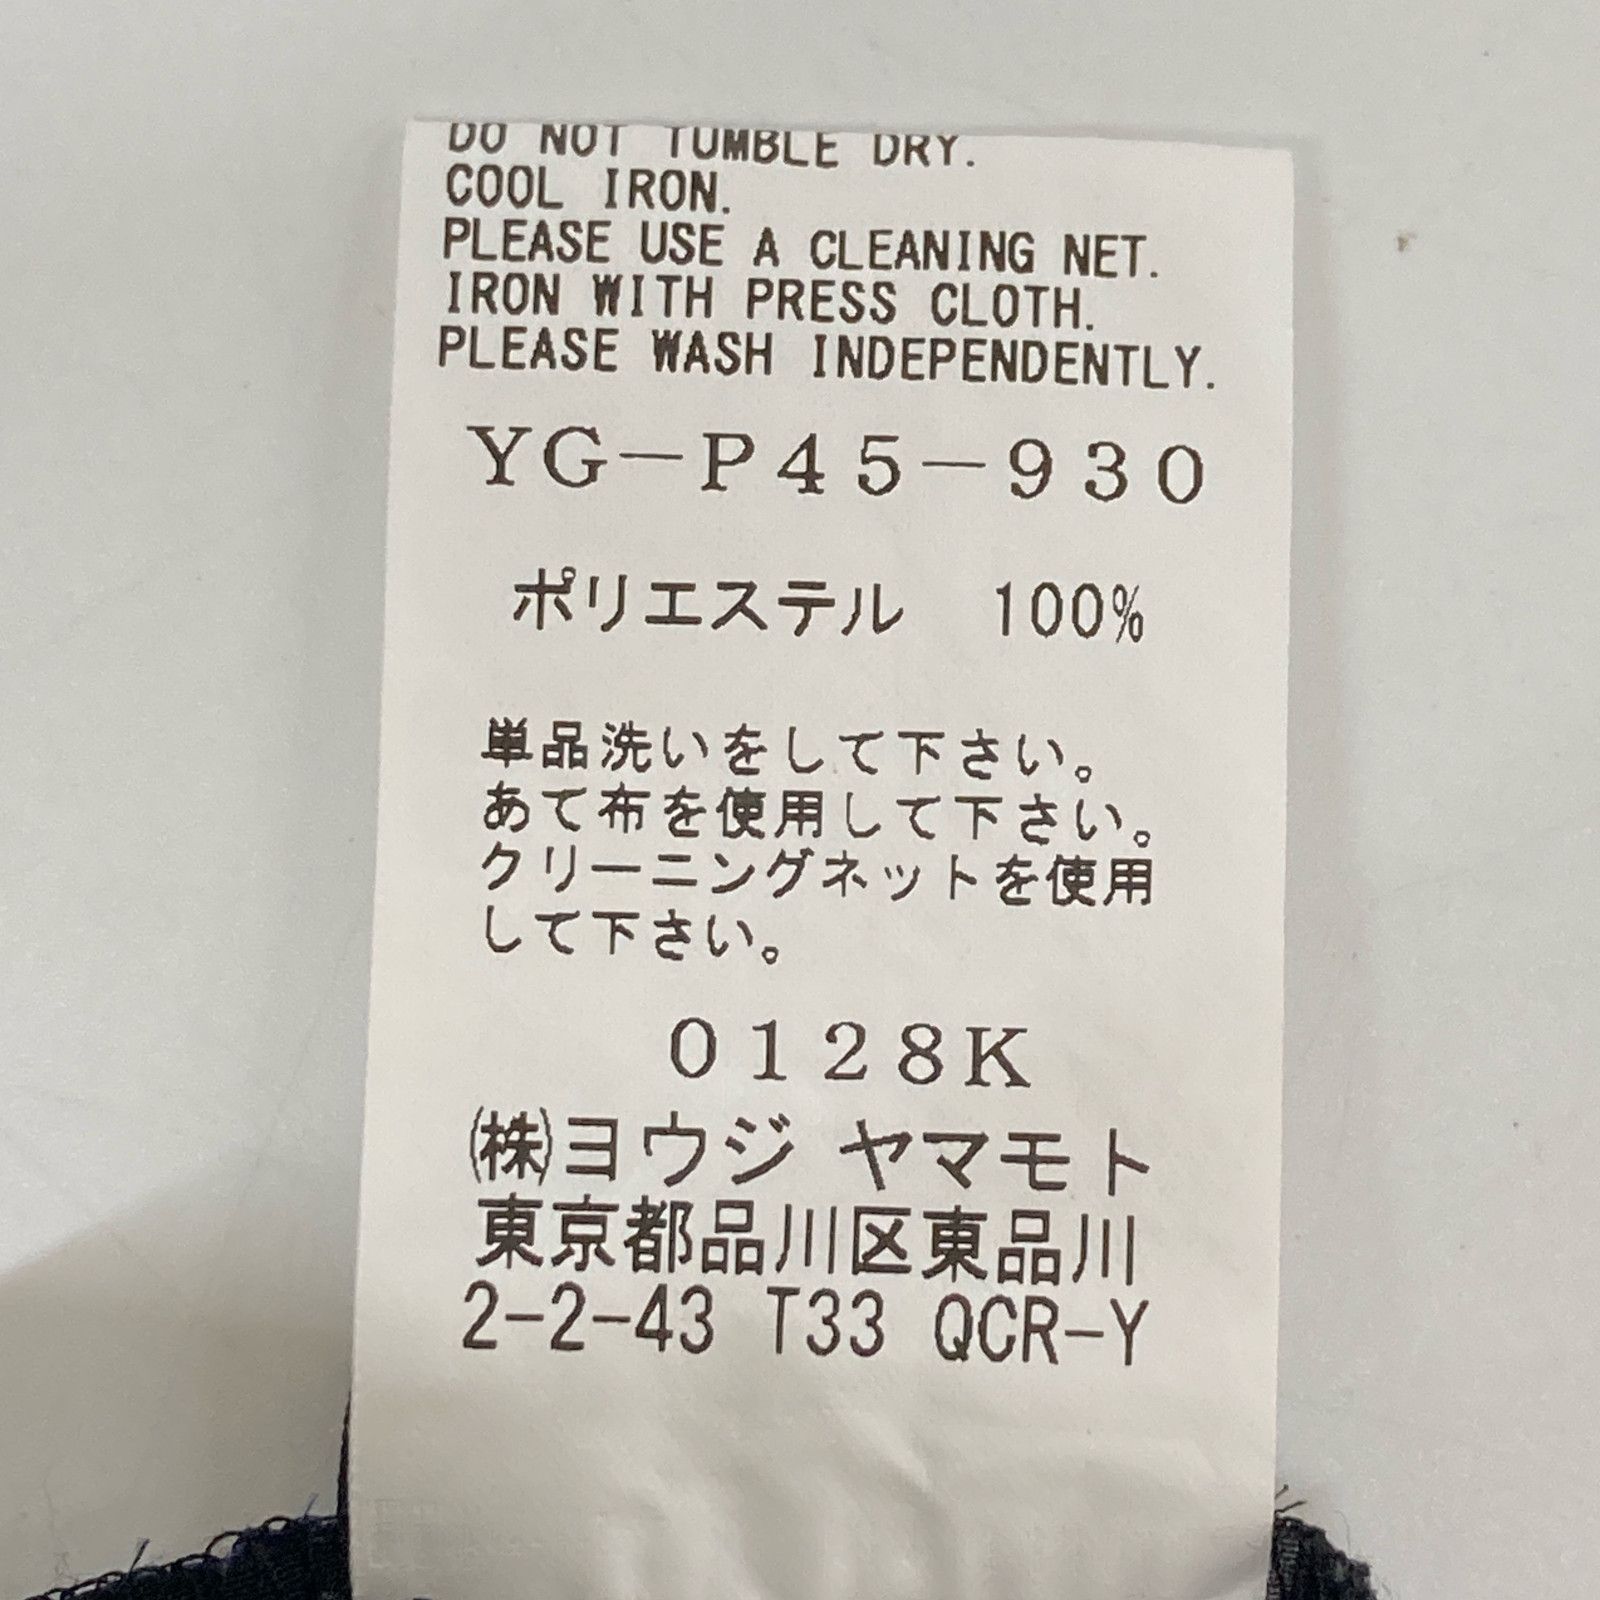 DO NOT TUMBLE DRY.
COOL IRON.
PLEASE USE A CLEANING NET.
IRON WITH PRESS CLOTH.
PLEASE WASH INDEPENDENTLY.
YG-P45-930
ポリエステル 100%
単品洗いをして下さい。
あて布を使用して下さい。
クリーニングネットを使用
して下さい。
0128K
㈱ヨウジ ヤマモト
東京都品川区東品川
2-2-43 T33 QCR-Y